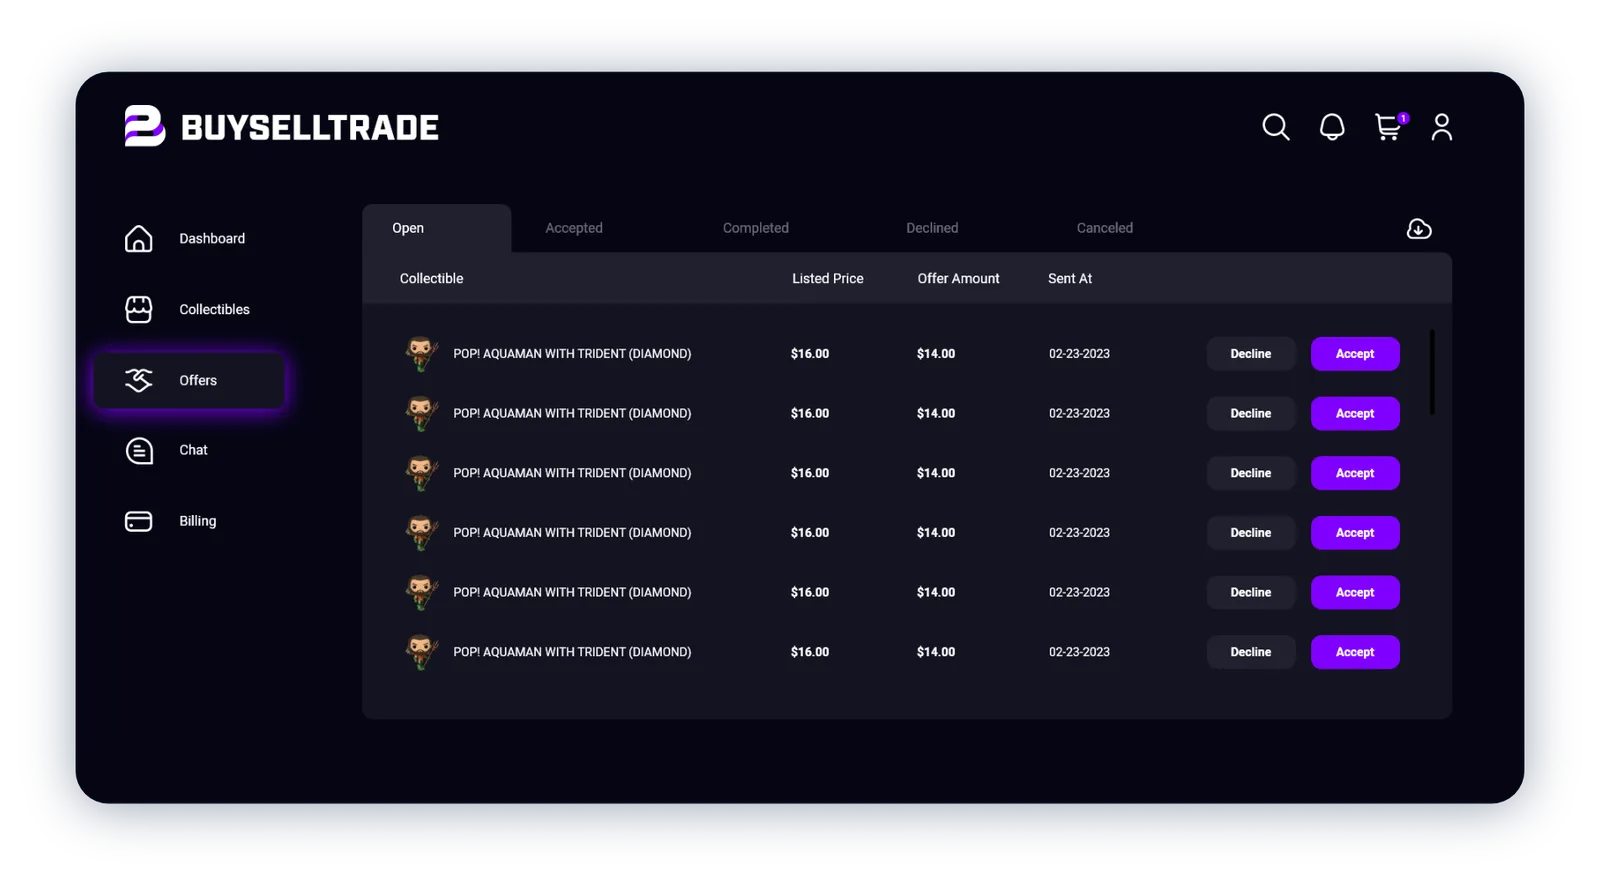 BUYSELLTRADE
1
Dashboard
Collectibles
Offers
Chat
Billing
Open Accepted Completed Declined Canceled
Collectible Listed Price Offer Amount Sent At
POP! AQUAMAN WITH TRIDENT (DIAMOND) $16.00 $14.00 02-23-2023 Decline Accept
POP! AQUAMAN WITH TRIDENT (DIAMOND) $16.00 $14.00 02-23-2023 Decline Accept
POP! AQUAMAN WITH TRIDENT (DIAMOND) $16.00 $14.00 02-23-2023 Decline Accept
POP! AQUAMAN WITH TRIDENT (DIAMOND) $16.00 $14.00 02-23-2023 Decline Accept
POP! AQUAMAN WITH TRIDENT (DIAMOND) $16.00 $14.00 02-23-2023 Decline Accept
POP! AQUAMAN WITH TRIDENT (DIAMOND) $16.00 $14.00 02-23-2023 Decline Accept